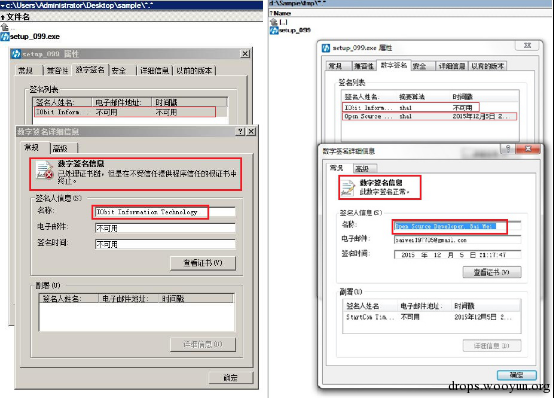 c:\Users\Administrator\Desktop\sample\*.*
文件名
setup_099.exe
setup_099 属性
常规 兼容性 数字签名 安全 详细信息 以前的版本
签名列表
签名人姓名: 电子邮件地址: 时间戳
IObit Inform... 不可用 不可用
数字签名详细信息
常规 高级
数字签名信息
已处理证书链，但是在不受信任提供程序信任的根证书中终止。
签名人信息(S)
名称: IObit Information Technology
电子邮件: 不可用
签名时间: 不可用
查看证书(V)
副署(U)
签名人姓名: 电子邮件地址: 时间戳
详细信息(D)
确定
d:\Sample\tmp\*.*
Name
[..]
setup_099
setup_099.exe 属性
常规 兼容性 数字签名 安全 详细信息 以前的版本
签名列表
签名人姓名: 摘要算法 时间戳
IObit Inform... sha1 不可用
Open Source ... sha1 2015年12月5日 2...
数字签名详细信息
常规 高级
数字签名信息
此数字签名正常。
签名人信息(S)
名称: Open Source Developer,
电子邮件:
签名时间: 2015 年 12 月 5 日 21:17:47
查看证书(V)
副署(U)
签名人姓名 电子邮件地址: 时间戳
StartCom Tim... 不可用 2015年12月5日 2...
详细信息(D)
确定
drops.wooyun.org